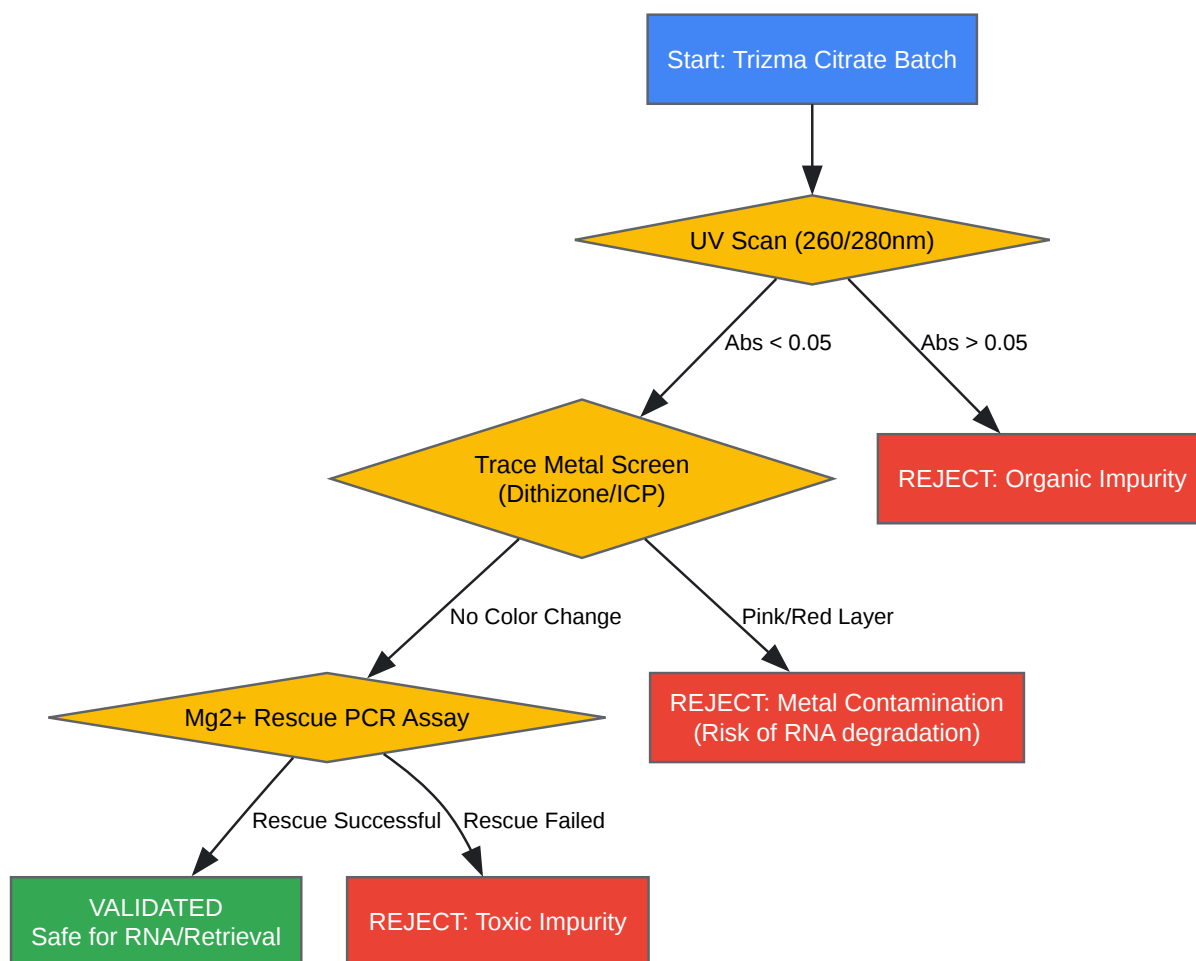 Start: Trizma Citrate Batch
UV Scan (260/280nm)
Abs < 0.05
Abs > 0.05
Trace Metal Screen
(Dithizone/ICP)
REJECT: Organic Impurity
No Color Change
Pink/Red Layer
Mg2+ Rescue PCR Assay
REJECT: Metal Contamination
(Risk of RNA degradation)
Rescue Successful
Rescue Failed
VALIDATED
Safe for RNA/Retrieval
REJECT: Toxic Impurity